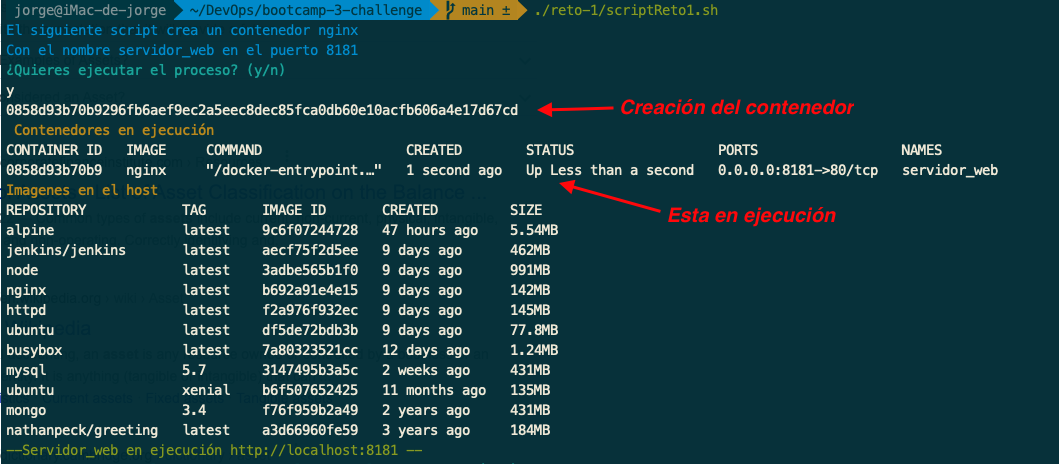 jorge@iMac-de-jorge ~/DevOps/bootcamp-3-challenge main ± ./reto-1/scriptReto1.sh
El siguiente script crea un contenedor nginx
Con el nombre servidor_web en el puerto 8181
¿Quieres ejecutar el proceso? (y/n)
y
0858d93b70b9296fb6aef9ec2a5eec8dec85fca0db60e10acfb606a4e17d67cd Creación del contenedor
Contenedores en ejecución
CONTAINER ID IMAGE COMMAND CREATED STATUS PORTS NAMES
0858d93b70b9 nginx "/docker-entrypoint.…" 1 second ago Up Less than a second 0.0.0.0:8181->80/tcp servidor_web
Imagenes en el host
REPOSITORY TAG IMAGE ID CREATED SIZE
Esta en ejecución
alpine latest 9c6f07244728 47 hours ago 5.54MB
jenkins/jenkins latest aecf75f2d5ee 9 days ago 462MB
node latest 3adbe565b1f0 9 days ago 991MB
nginx latest b692a91e4e15 9 days ago 142MB
httpd latest f2a976f932ec 9 days ago 145MB
ubuntu latest df5de72bdb3b 9 days ago 77.8MB
busybox latest 7a80323521cc 12 days ago 1.24MB
mysql 5.7 3147495b3a5c 2 weeks ago 431MB
ubuntu xenial b6f507652425 11 months ago 135MB
mongo 3.4 f76f959b2a49 2 years ago 431MB
nathanpeck/greeting latest a3d66960fe59 3 years ago 184MB
--Servidor_web en ejecución http://localhost:8181 --